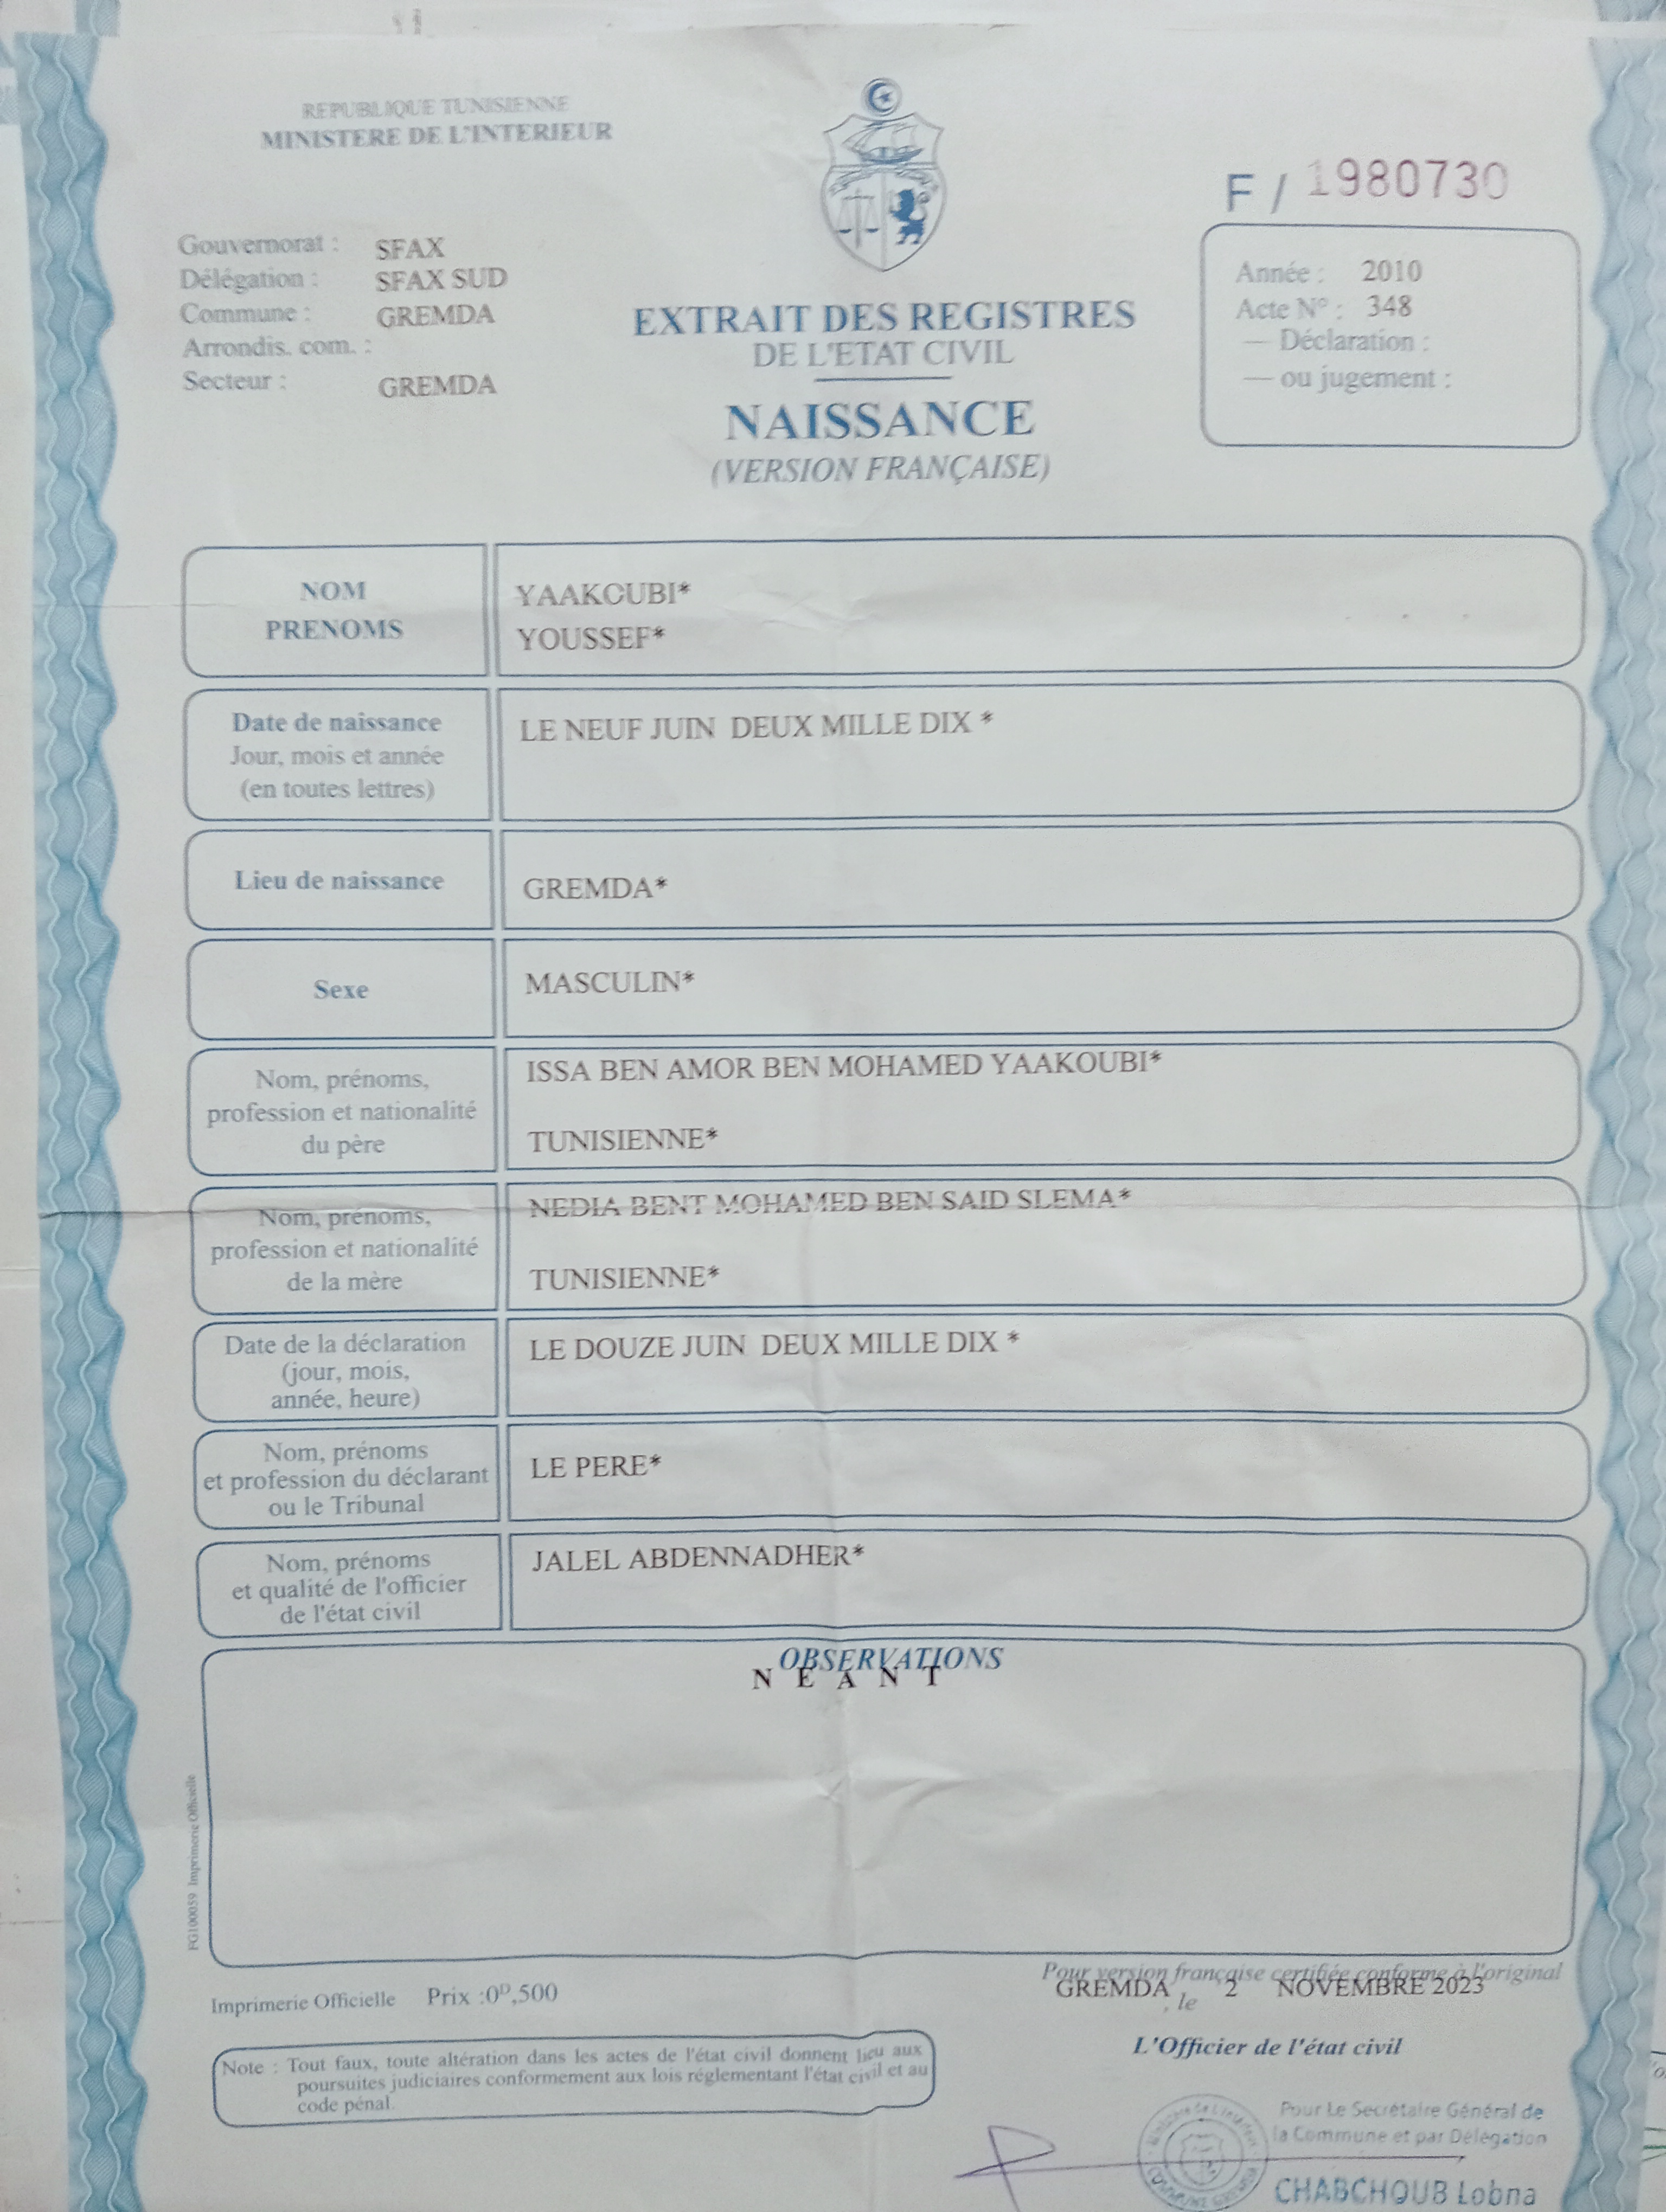 REPUBLIQUE TUNISIENNE
MINISTERE DE L'INTERIEUR
F / 1980730
Gouvernorat : SFAX
Délégation : SFAX SUD
Commune : GREMDA
Arrondis. com. :
Secteur : GREMDA
EXTRAIT DES REGISTRES
DE L'ETAT CIVIL
NAISSANCE
(VERSION FRANÇAISE)
Année : 2010
Acte N° : 348
— Déclaration :
— ou jugement :
NOM
PRENOMS
YAAKOUBI*
YOUSSEF*
Date de naissance
Jour, mois et année
(en toutes lettres)
LE NEUF JUIN DEUX MILLE DIX *
Lieu de naissance
GREMDA*
Sexe
MASCULIN*
Nom, prénoms,
profession et nationalité
du père
ISSA BEN AMOR BEN MOHAMED YAAKOUBI*
TUNISIENNE*
Nom, prénoms,
profession et nationalité
de la mère
NEDIA BENT MOHAMED BEN SAID SLEMA*
TUNISIENNE*
Date de la déclaration
(jour, mois,
année, heure)
LE DOUZE JUIN DEUX MILLE DIX *
Nom, prénoms
et profession du déclarant
ou le Tribunal
LE PERE*
Nom, prénoms
et qualité de l'officier
de l'état civil
JALEL ABDENNADHER*
OBSERVATIONS
N E A N T
FG100059 Imprimerie Officielle
Imprimerie Officielle Prix :0ᴰ,500
Pour version française certifiée conforme à l'original
GREMDA , le 2 NOVEMBRE 2023
L'Officier de l'état civil
Note : Tout faux, toute altération dans les actes de l'état civil donnent lieu aux
poursuites judiciaires conformement aux lois réglementant l'état civil et au
code pénal.
Pour Le Secrétaire Général de
la Commune et par Délégation
CHABCHOUB Lobna